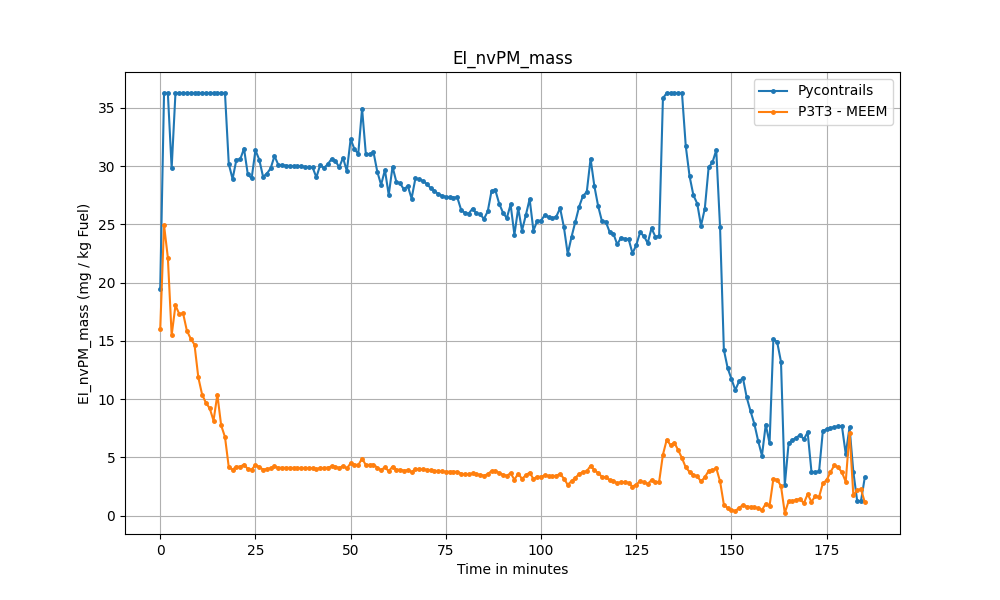 EI_nvPM_mass
Pycontrails
P3T3 - MEEM
EI_nvPM_mass (mg / kg Fuel)
35
30
25
20
15
10
5
0
0 25 50 75 100 125 150 175
Time in minutes